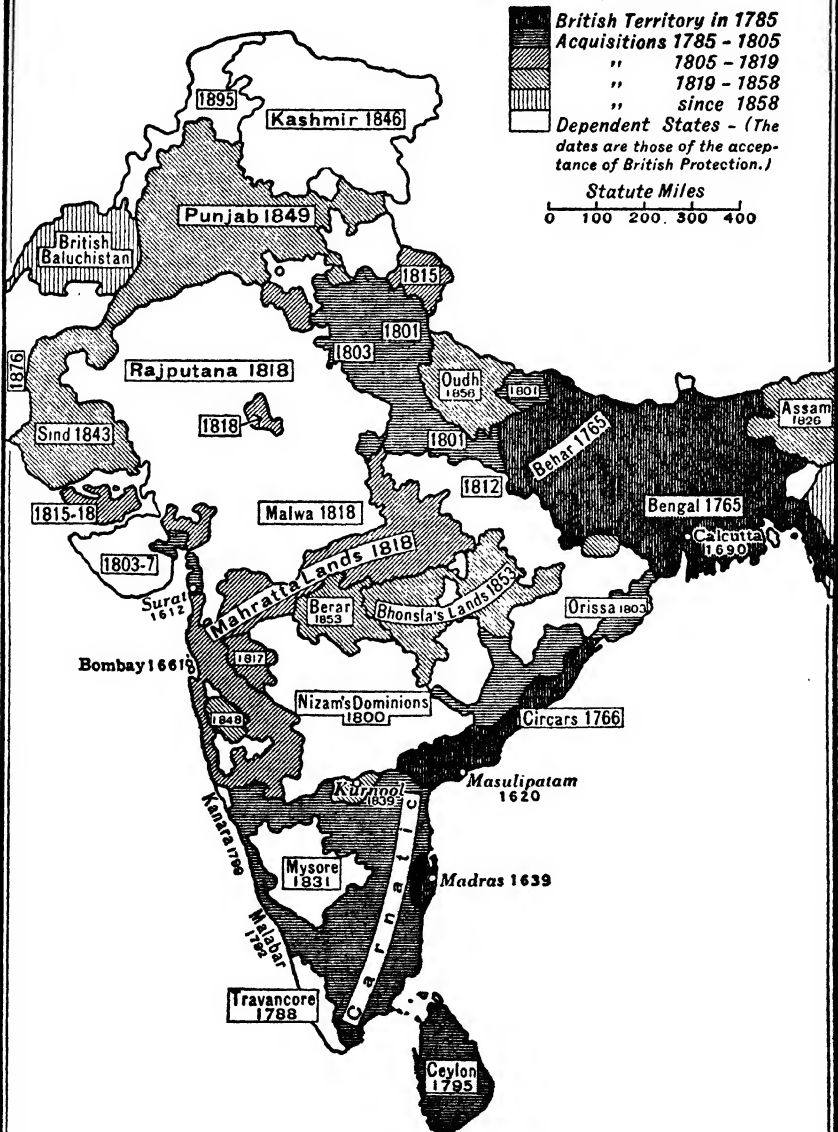 British Territory in 1785
Acquisitions 1785 - 1805
„ 1805 - 1819
„ 1819 - 1858
„ since 1858
Dependent States - (The
dates are those of the accep-
tance of British Protection.)
Statute Miles
0 100 200 300 400
1895
Kashmir 1846
Punjab 1849
British
Baluchistan
1815
1801
1803
Rajputana 1818
1876
Oudh
1856
1801
Assam
1826
1818
Sind 1843
1801
Behar 1765
1812
1815-18
Malwa 1818
Bengal 1765
Calcutta
1690
1803-7
Mahratta Lands 1818
Surat
1612
Berar
1853
Bhonsla's Lands 1853
Orissa 1803
Bombay 1661
1817
Nizam's Dominions
1800
1848
Circars 1766
Masulipatam
1620
Kurnool
1839
Kanara 1799
Carnatic
Mysore
1831
Madras 1639
Malabar
1792
Travancore
1788
Ceylon
1795